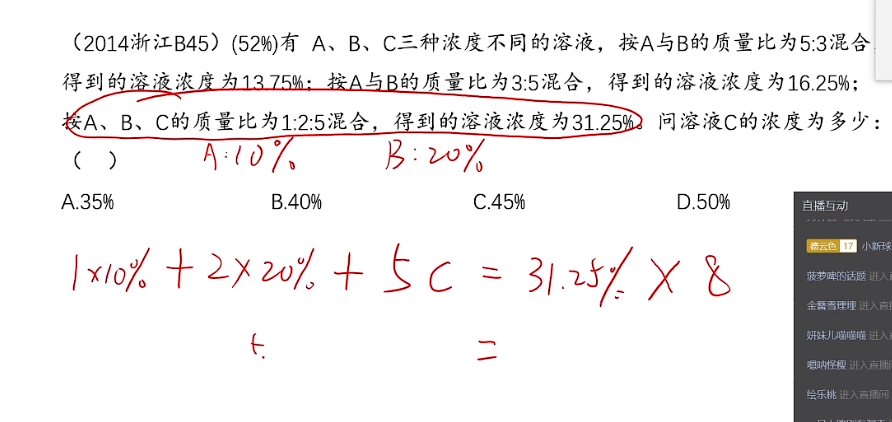 （2014浙江B45）(52%)有 A、B、C三种浓度不同的溶液，按A与B的质量比为5:3混合
得到的溶液浓度为13.75%；按A与B的质量比为3:5混合，得到的溶液浓度为16.25%；
按A、B、C的质量比为1:2:5混合，得到的溶液浓度为31.25%。问溶液C的浓度为多少：
（ ）
A:10% B:20%
A.35% B.40% C.45% D.50%
直播互动
德云色 17 小新球
1×10% + 2×20% + 5C = 31.25% × 8
菠萝啤的话题 进入
金簪雪理埋 进入直
妍妹儿喵喵喵 进入
=
嗯呐怪瘦 进入直播
绘乐桃 进入直播间